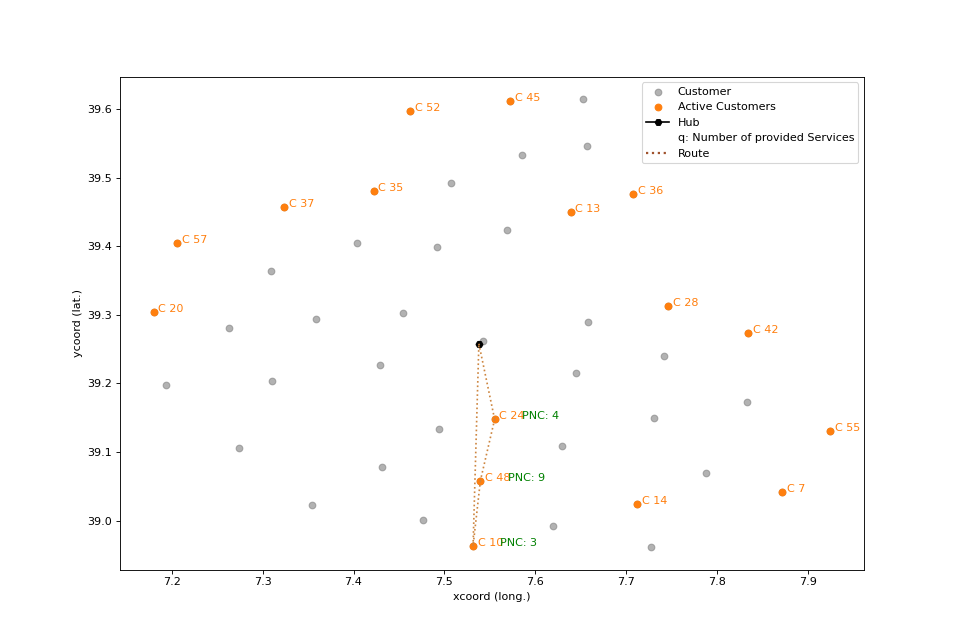 Customer
Active Customers
Hub
q: Number of provided Services
Route
C 52
C 45
C 35
C 36
C 37
C 13
C 57
C 20
C 28
C 42
C 24
PNC: 4
C 55
C 48
PNC: 9
C 7
C 14
C 10
PNC: 3
39.6
39.5
39.4
39.3
39.2
39.1
39.0
ycoord (lat.)
7.2 7.3 7.4 7.5 7.6 7.7 7.8 7.9
xcoord (long.)